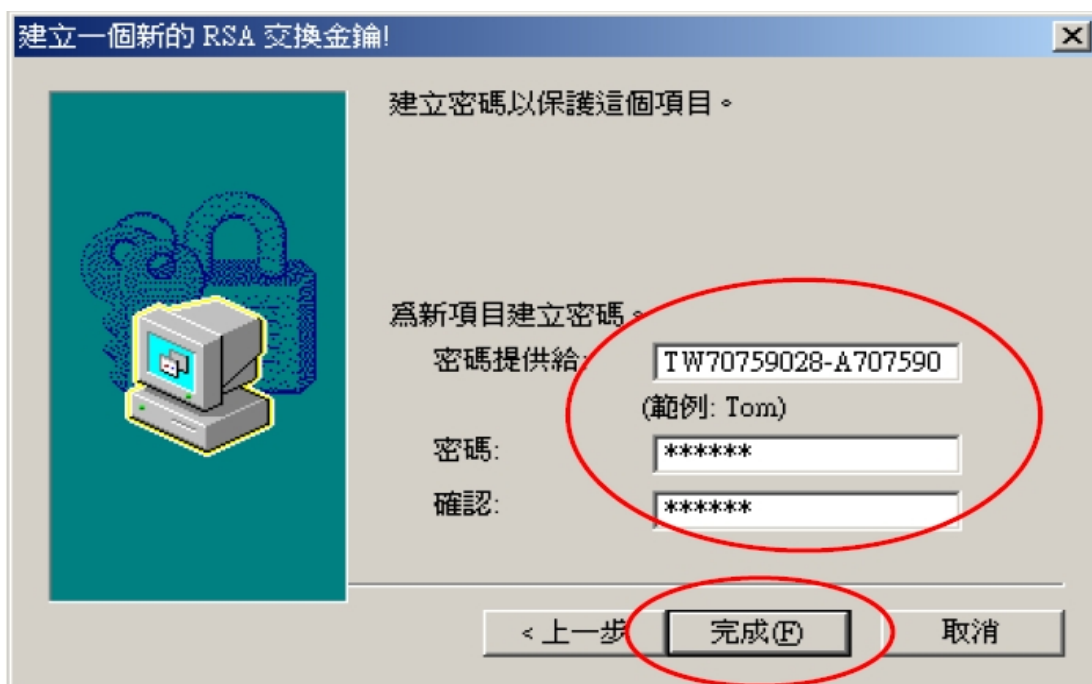 建立一個新的 RSA 交換金鑰!
建立密碼以保護這個項目。
為新項目建立密碼。
密碼提供給:
TW70759028-A707590
(範例: Tom)
密碼:
******
確認:
******
< 上一步
完成(F)
取消